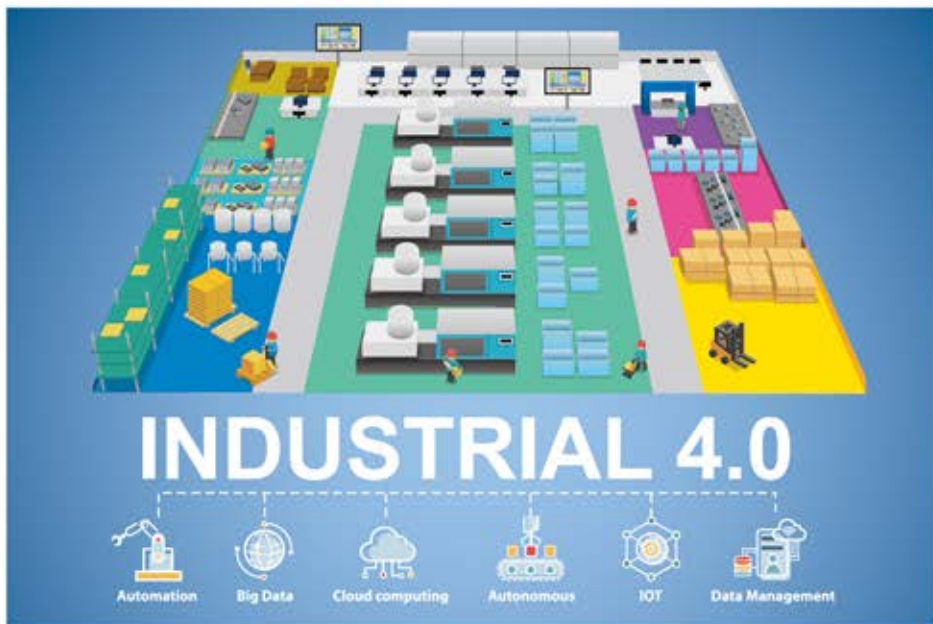 INDUSTRIAL 4.0
Automation
Big Data
Cloud computing
Autonomous
IOT
Data Management